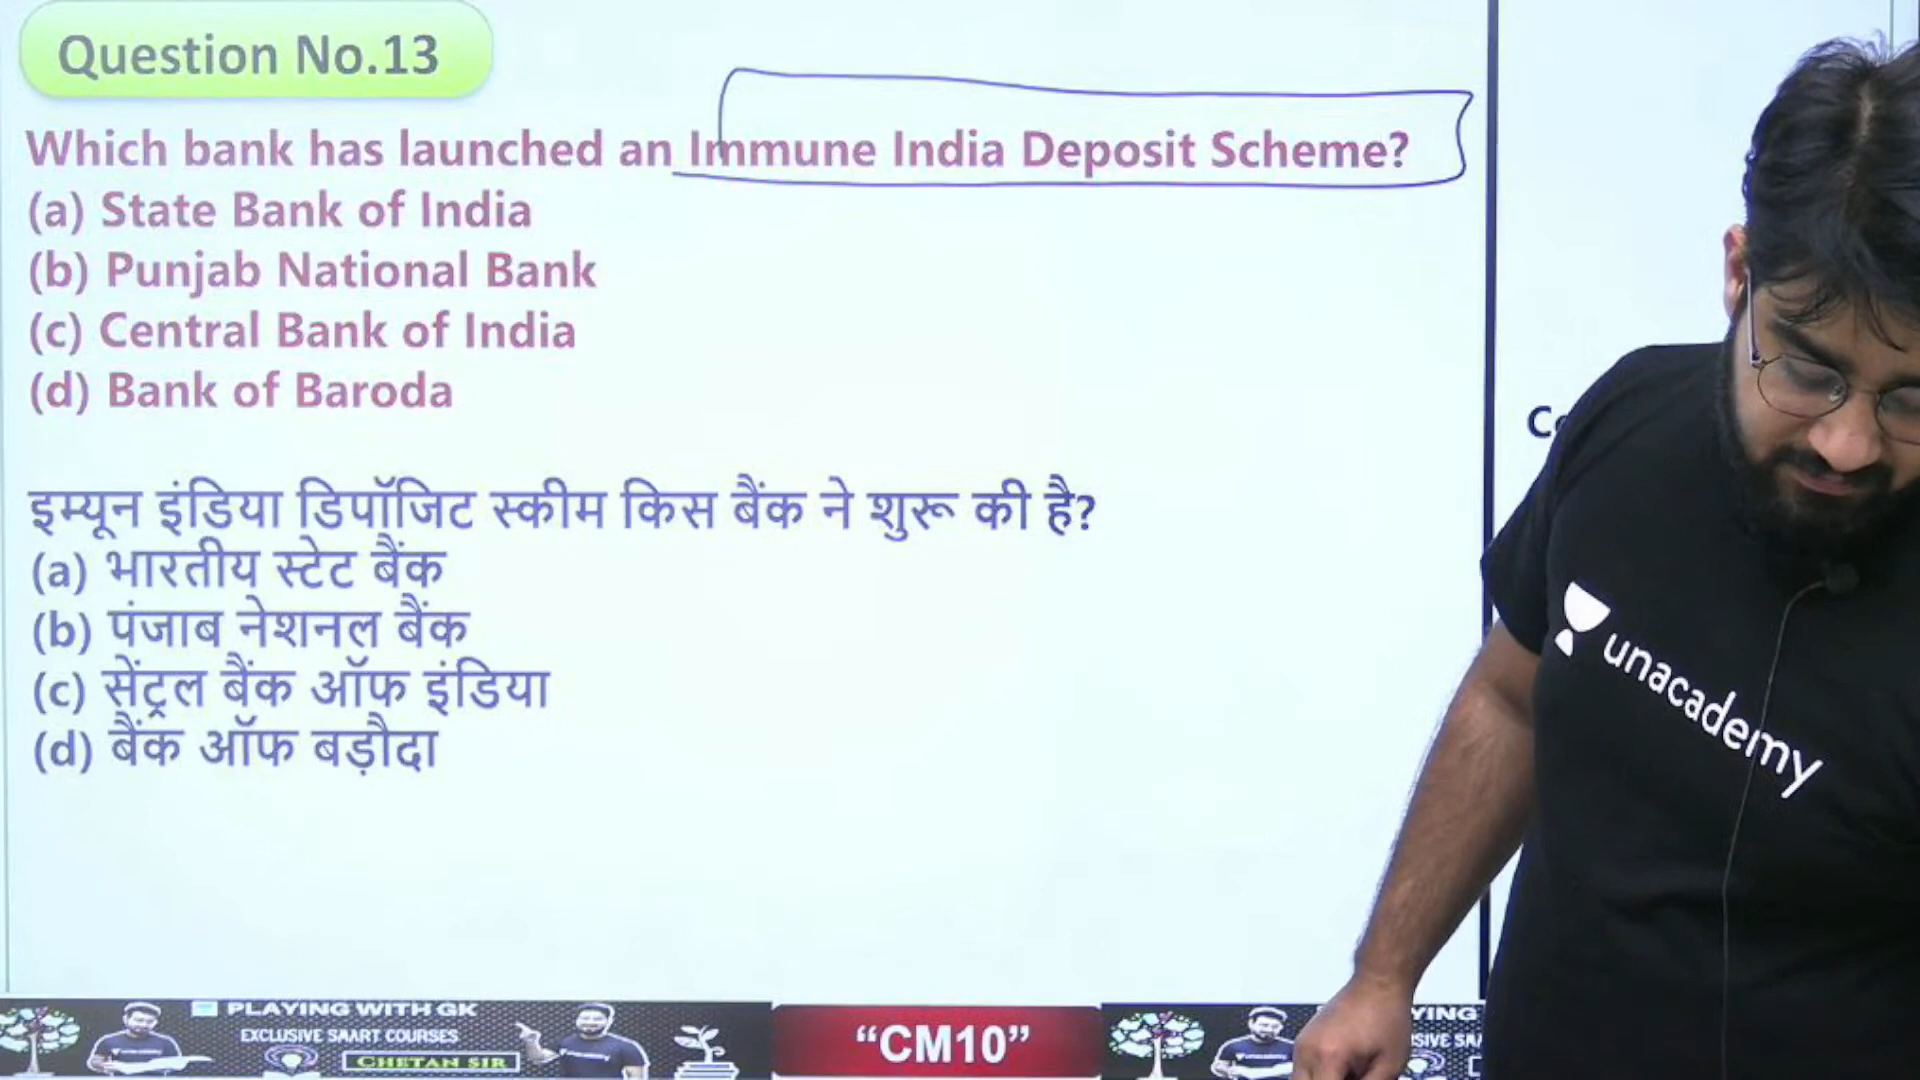 Question No.13
Which bank has launched an Immune India Deposit Scheme?
(a) State Bank of India
(b) Punjab National Bank
(c) Central Bank of India
(d) Bank of Baroda
इम्यून इंडिया डिपॉजिट स्कीम किस बैंक ने शुरू की है?
(a) भारतीय स्टेट बैंक
(b) पंजाब नेशनल बैंक
(c) सेंट्रल बैंक ऑफ इंडिया
(d) बैंक ऑफ बड़ौदा
unacademy
PLAYING WITH GK
EXCLUSIVE SAART COURSES
CHETAN SIR
“CM10”